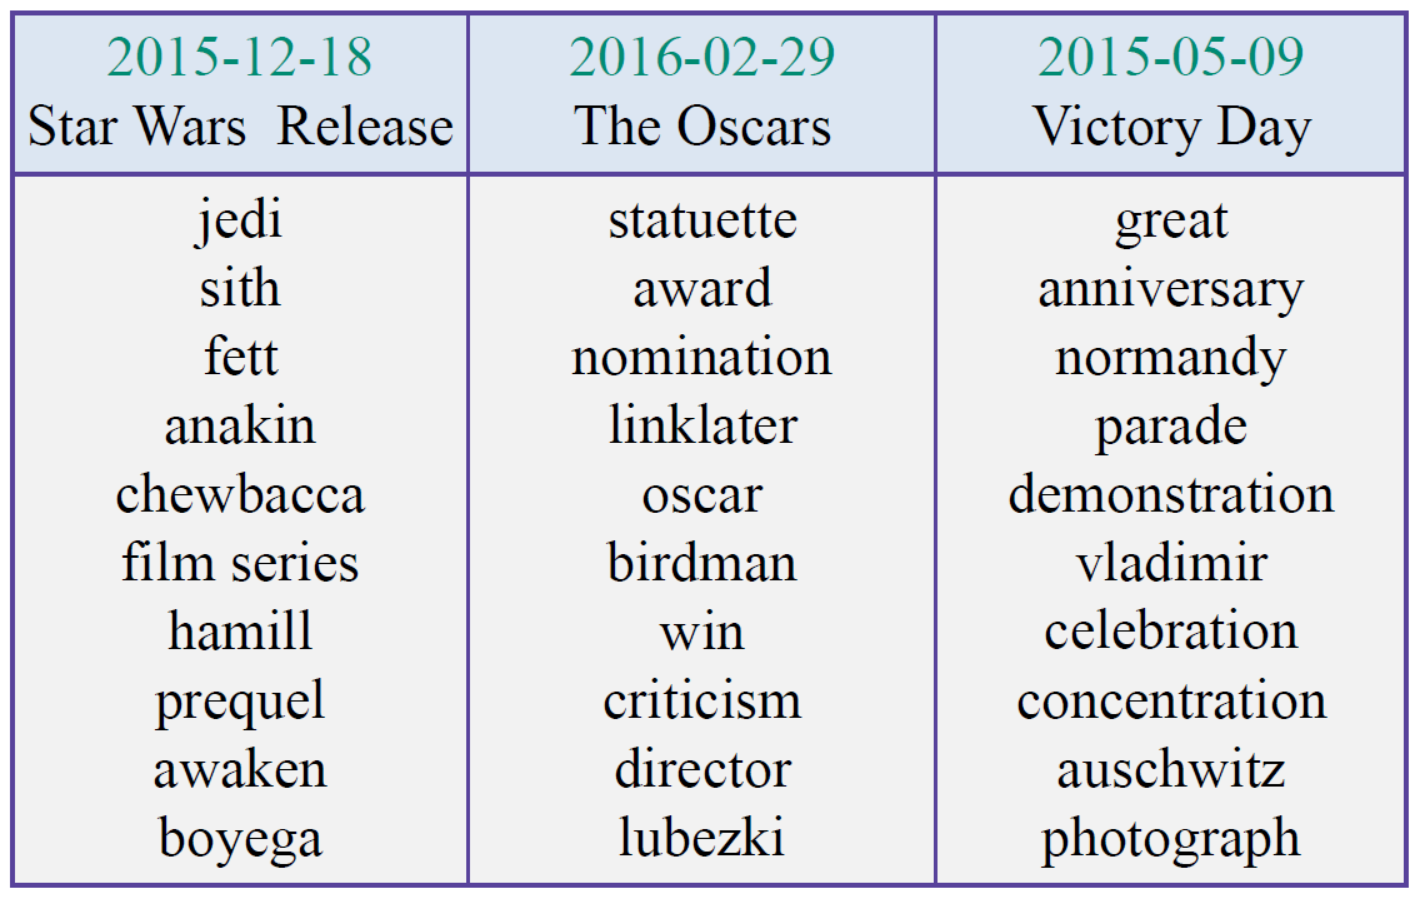 2015-12-18
Star Wars Release
jedi
sith
fett
anakin
chewbacca
film series
hamill
prequel
awaken
boyega
2016-02-29
The Oscars
statuette
award
nomination
linklater
oscar
birdman
win
criticism
director
lubezki
2015-05-09
Victory Day
great
anniversary
normandy
parade
demonstration
vladimir
celebration
concentration
auschwitz
photograph